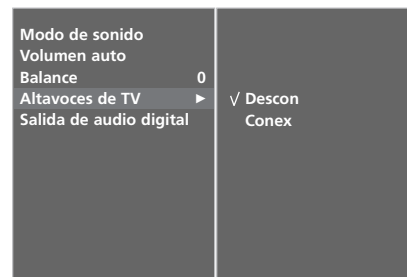 Modo de sonido
Volumen auto
Balance 0
Altavoces de TV ►
Salida de audio digital
√ Descon
Conex